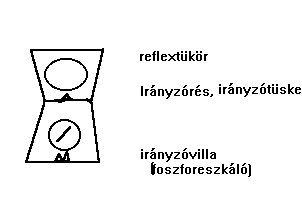 reflextükör
Irányzórés, irányzótüske
irányzóvilla
(foszforeszkáló)